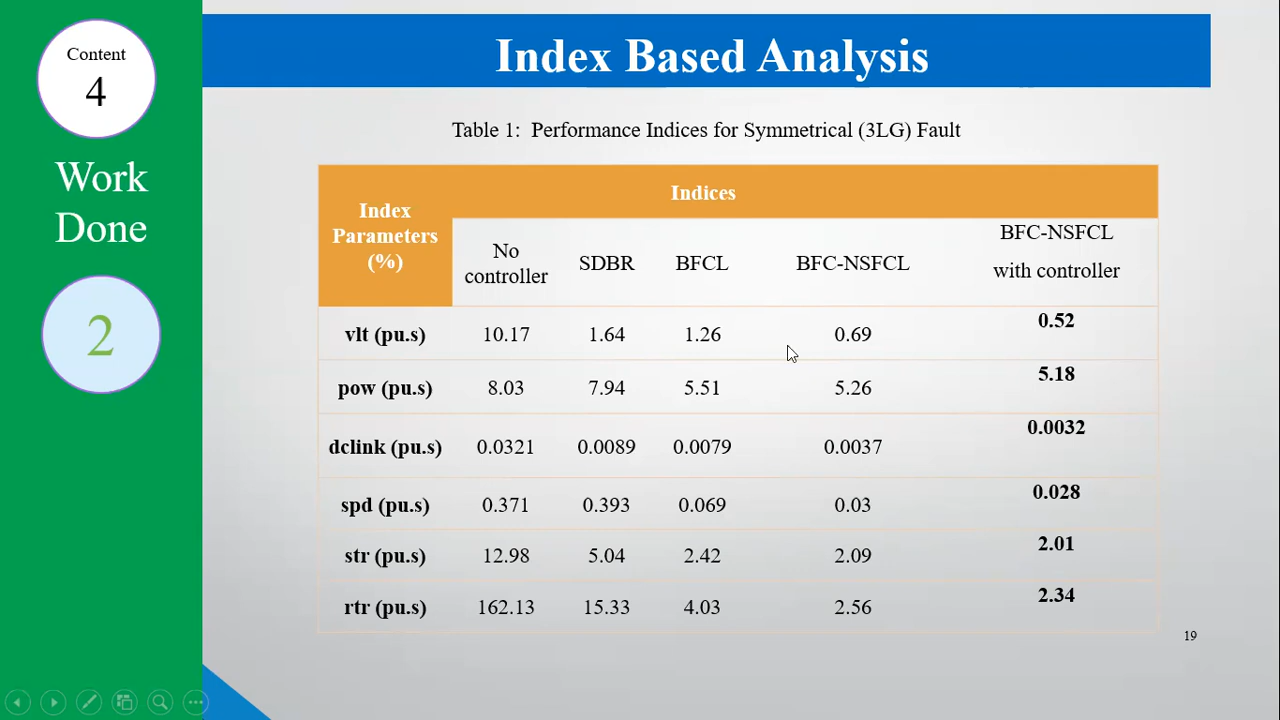 Content
4
Work
Done
2
Index Based Analysis
Table 1: Performance Indices for Symmetrical (3LG) Fault
Index
Parameters
(%)
Indices
No
controller
SDBR
BFCL
BFC-NSFCL
BFC-NSFCL
with controller
vlt (pu.s) 10.17 1.64 1.26 0.69 0.52
pow (pu.s) 8.03 7.94 5.51 5.26 5.18
dclink (pu.s) 0.0321 0.0089 0.0079 0.0037 0.0032
spd (pu.s) 0.371 0.393 0.069 0.03 0.028
str (pu.s) 12.98 5.04 2.42 2.09 2.01
rtr (pu.s) 162.13 15.33 4.03 2.56 2.34
19